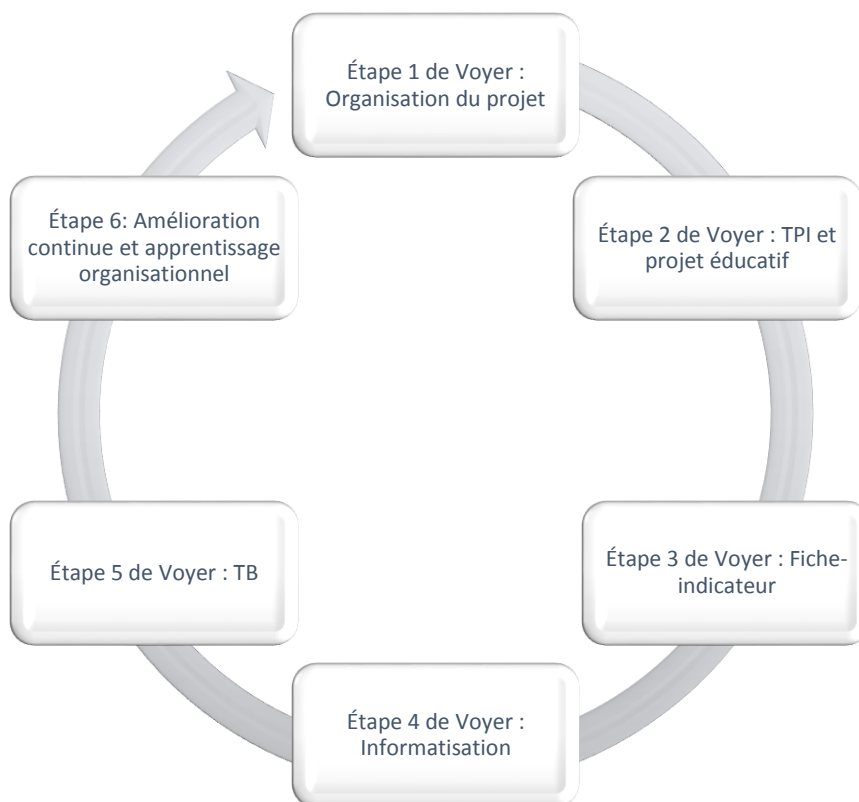 Étape 1 de Voyer :
Organisation du projet
Étape 2 de Voyer : TPI et
projet éducatif
Étape 3 de Voyer : Fiche-
indicateur
Étape 4 de Voyer :
Informatisation
Étape 5 de Voyer : TB
Étape 6: Amélioration
continue et apprentissage
organisationnel